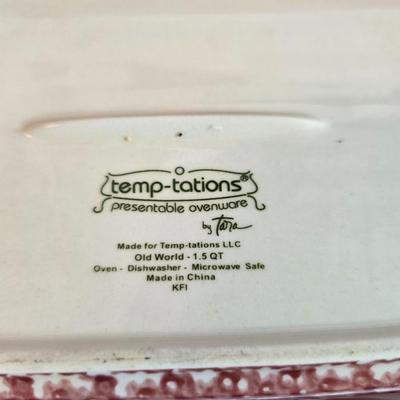 temp-tations®
presentable ovenware
by Tara
Made for Temp-tations LLC
Old World - 1.5 QT
Oven - Dishwasher - Microwave Safe
Made in China
KFI